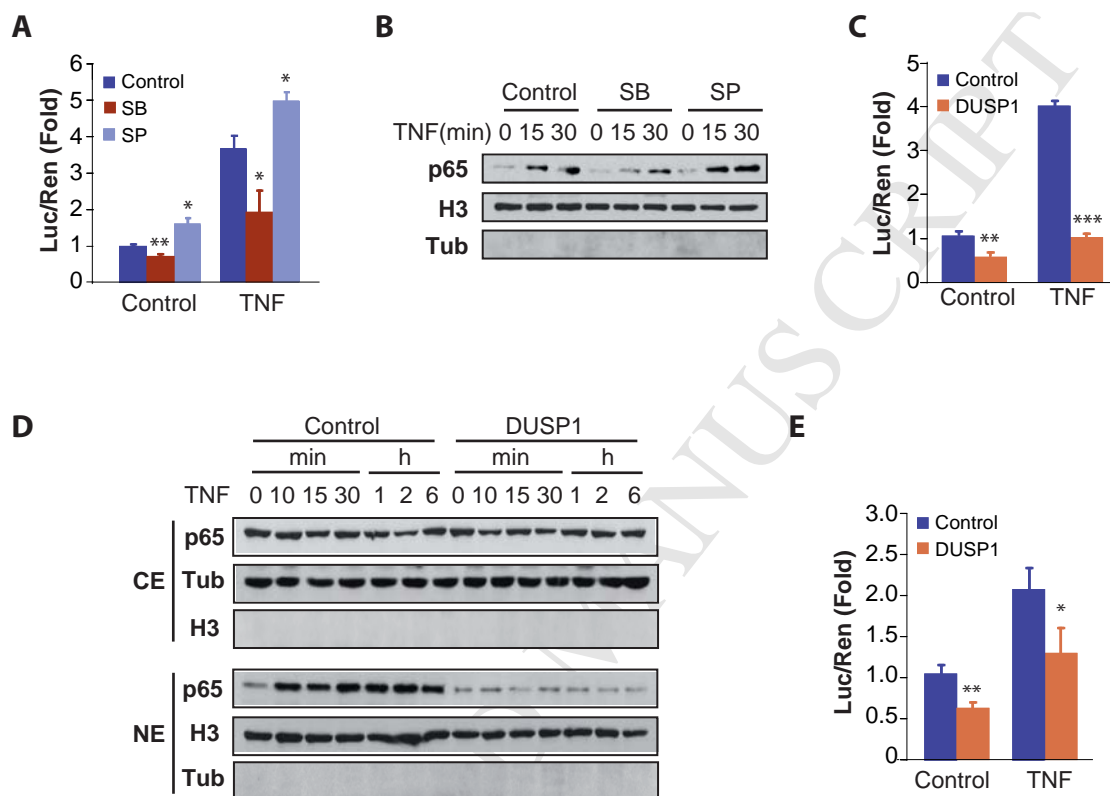 A
Luc/Ren (Fold)
6
5
4
3
2
1
0
Control
SB
SP
*
**
*
*
*
Control TNF
B
Control SB SP
TNF(min) 0 15 30 0 15 30 0 15 30
p65
H3
Tub
C
Luc/Ren (Fold)
5
4
3
2
1
0
Control
DUSP1
**
***
Control TNF
D
Control DUSP1
min h min h
TNF 0 10 15 30 1 2 6 0 10 15 30 1 2 6
CE
p65
Tub
H3
NE
p65
H3
Tub
E
Luc/Ren (Fold)
3.0
2.5
2.0
1.5
1.0
0.5
0
Control
DUSP1
**
*
Control TNF
MANUSCRIPT